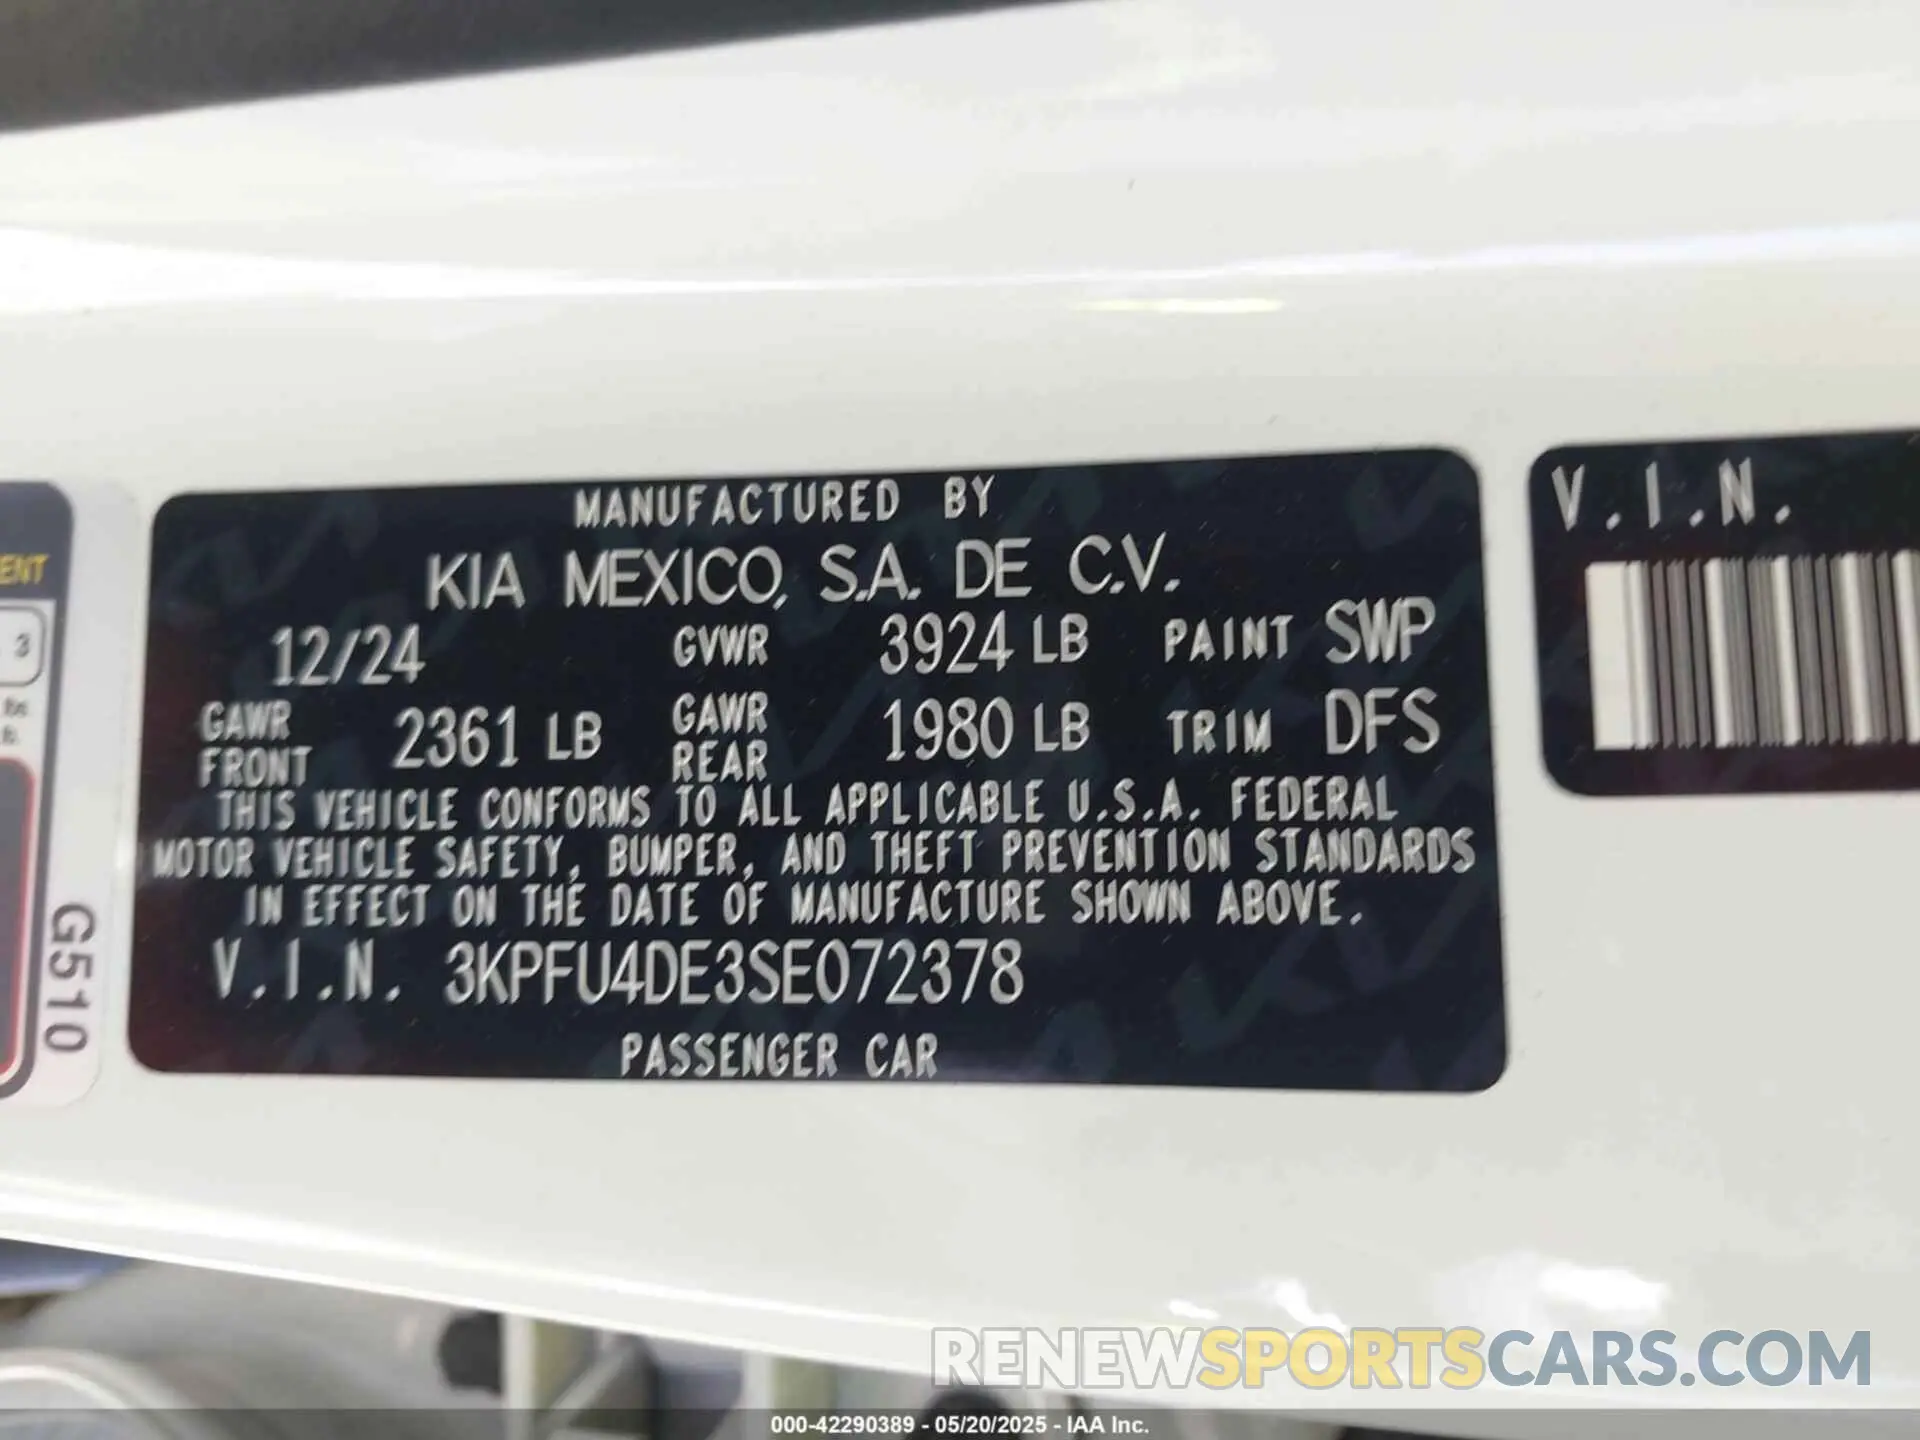 MANUFACTURED BY
KIA MEXICO, S.A. DE C.V.
12/24 GVWR 3924 LB PAINT SWP
GAWR FRONT 2361 LB GAWR REAR 1980 LB TRIM DFS
THIS VEHICLE CONFORMS TO ALL APPLICABLE U.S.A. FEDERAL
MOTOR VEHICLE SAFETY, BUMPER, AND THEFT PREVENTION STANDARDS
IN EFFECT ON THE DATE OF MANUFACTURE SHOWN ABOVE.
V.I.N. 3KPFU4DE3SE072378
PASSENGER CAR
V.I.N.
3
G510
RENEWSPORTSCARS.COM
000-42290389 - 05/20/2025 - IAA Inc.